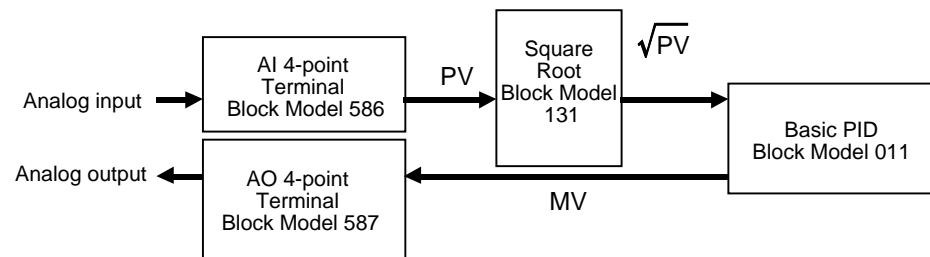 Analog input
AI 4-point
Terminal
Block Model 586
PV
Square
Root
Block Model
131
√PV
Basic PID
Block Model 011
MV
AO 4-point
Terminal
Block Model 587
Analog output